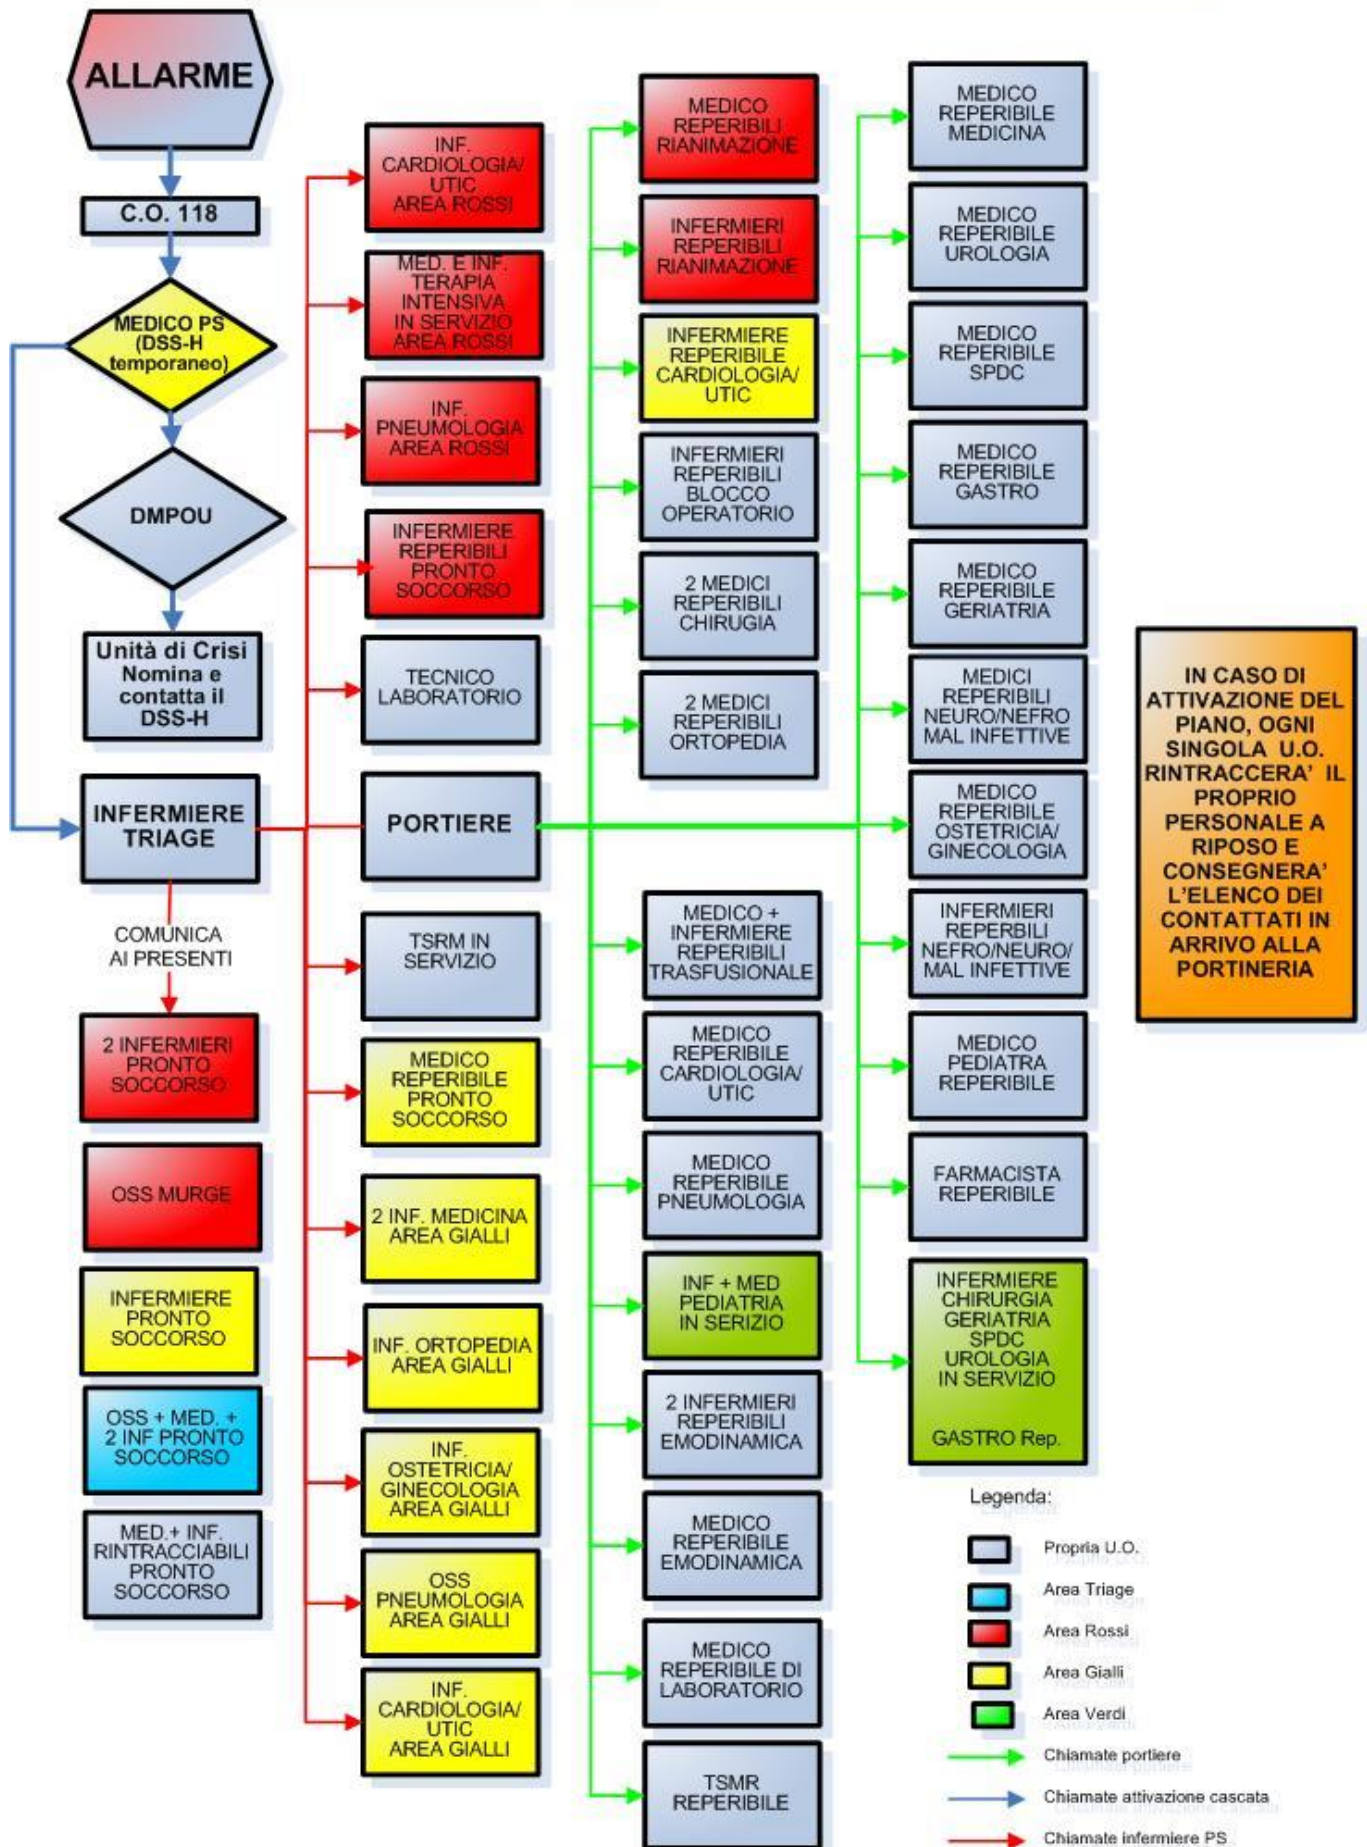 ALLARME
C.O. 118
MEDICO PS
(DSS-H
temporaneo)
DMPOU
Unità di Crisi
Nomina e
contatta il
DSS-H
INFERMIERE
TRIAGE
COMUNICA
AI PRESENTI
2 INFERMIERI
PRONTO
SOCCORSO
OSS MURGE
INFERMIERE
PRONTO
SOCCORSO
OSS + MED. +
2 INF PRONTO
SOCCORSO
MED.+ INF.
RINTRACCIABILI
PRONTO
SOCCORSO
INF.
CARDIOLOGIA/
UTIC
AREA ROSSI
MED. E INF.
TERAPIA
INTENSIVA
IN SERVIZIO
AREA ROSSI
INF.
PNEUMOLOGIA
AREA ROSSI
INFERMIERE
REPERIBILI
PRONTO
SOCCORSO
TECNICO
LABORATORIO
PORTIERE
TSRM IN
SERVIZIO
MEDICO
REPERIBILE
PRONTO
SOCCORSO
2 INF. MEDICINA
AREA GIALLI
INF. ORTOPEDIA
AREA GIALLI
INF.
OSTETRICIA/
GINECOLOGIA
AREA GIALLI
OSS
PNEUMOLOGIA
AREA GIALLI
INF.
CARDIOLOGIA/
UTIC
AREA GIALLI
MEDICO
REPERIBILI
RIANIMAZIONE
INFERMIERI
REPERIBILI
RIANIMAZIONE
INFERMIERE
REPERIBILE
CARDIOLOGIA/
UTIC
INFERMIERI
REPERIBILI
BLOCCO
OPERATORIO
2 MEDICI
REPERIBILI
CHIRUGIA
2 MEDICI
REPERIBILI
ORTOPEDIA
MEDICO +
INFERMIERE
REPERIBILI
TRASFUSIONALE
MEDICO
REPERIBILE
CARDIOLOGIA/
UTIC
MEDICO
REPERIBILE
PNEUMOLOGIA
INF + MED
PEDIATRIA
IN SERIZIO
2 INFERMIERI
REPERIBILI
EMODINAMICA
MEDICO
REPERIBILE
EMODINAMICA
MEDICO
REPERIBILE DI
LABORATORIO
TSMR
REPERIBILE
MEDICO
REPERIBILE
MEDICINA
MEDICO
REPERIBILE
UROLOGIA
MEDICO
REPERIBILE
SPDC
MEDICO
REPERIBILE
GASTRO
MEDICO
REPERIBILE
GERIATRIA
MEDICI
REPERIBILI
NEURO/NEFRO
MAL INFETTIVE
MEDICO
REPERIBILE
OSTETRICIA/
GINECOLOGIA
INFERMIERI
REPERBILI
NEFRO/NEURO/
MAL INFETTIVE
MEDICO
PEDIATRA
REPERIBILE
FARMACISTA
REPERIBILE
INFERMIERE
CHIRURGIA
GERIATRIA
SPDC
UROLOGIA
IN SERVIZIO
GASTRO Rep.
IN CASO DI
ATTIVAZIONE DEL
PIANO, OGNI
SINGOLA U.O.
RINTRACCERA' IL
PROPRIO
PERSONALE A
RIPOSO E
CONSEGNERA'
L'ELENCO DEI
CONTATTATI IN
ARRIVO ALLA
PORTINERIA
Legenda:
Propria U.O.
Area Triage
Area Rossi
Area Gialli
Area Verdi
Chiamate portiere
Chiamate attivazione cascata
Chiamate infermiere PS